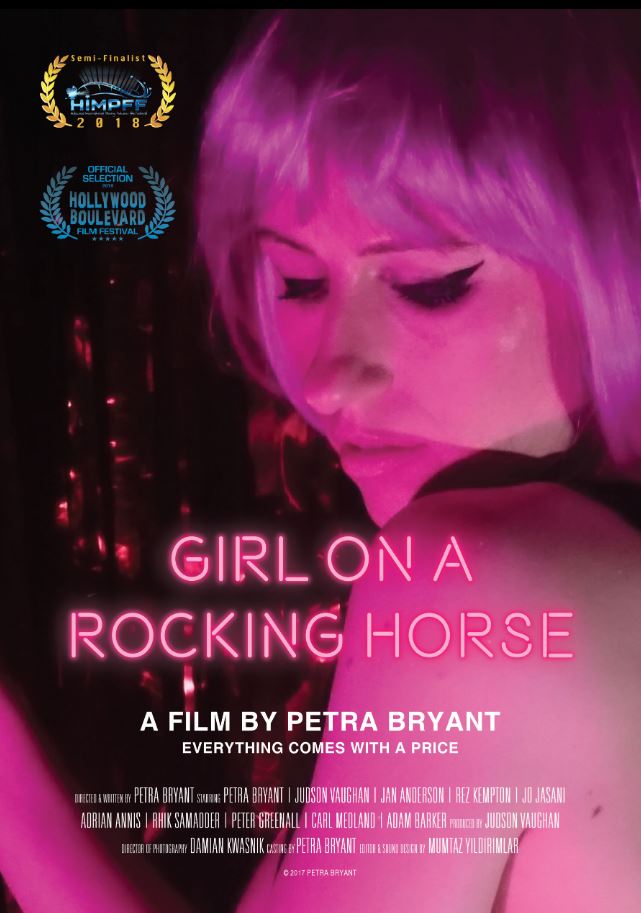 Semi-Finalist
HIMPFF
2018
OFFICIAL
SELECTION
HOLLYWOOD
BOULEVARD
FILM FESTIVAL
GIRL ON A
ROCKING HORSE
A FILM BY PETRA BRYANT
EVERYTHING COMES WITH A PRICE
DIRECTED & WRITTEN BY PETRA BRYANT STARRING PETRA BRYANT | JUDSON VAUGHAN | JAN ANDERSON | REZ KEMPTON | JO JASANI
ADRIAN ANNIS | RHIK SAMADDER | PETER GREENALL | CARL MEDLAND | ADAM BARKER PRODUCED BY JUDSON VAUGHAN
DIRECTOR OF PHOTOGRAPHY DAMIAN KWASNIK CASTING BY PETRA BRYANT EDITOR & SOUND DESIGN BY MUMTAZ YILDIRIMLAR
© 2017 PETRA BRYANT